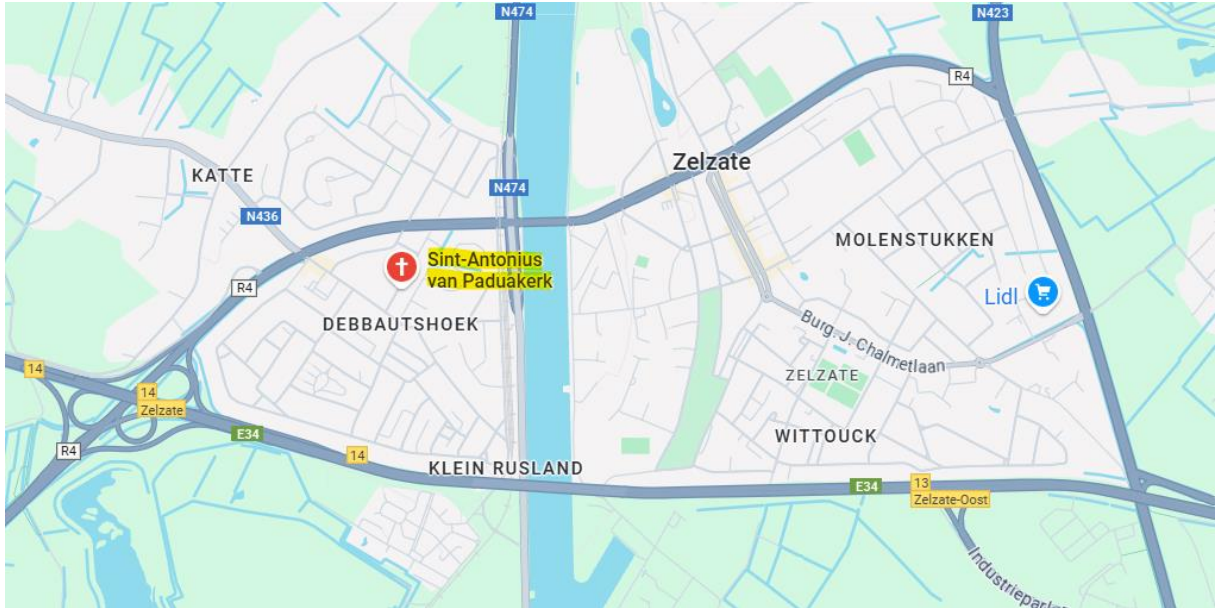 N474
N423
R4
Zelzate
KATTE
N474
N436
MOLENSTUKKEN
Sint-Antonius
van Paduakerk
R4
Lidl
DEBBAUTSHOEK
Burg. J. Chalmetlaan
14
ZELZATE
14
Zelzate
E34
WITTOUCK
R4
14
KLEIN RUSLAND
E34
13
Zelzate-Oost